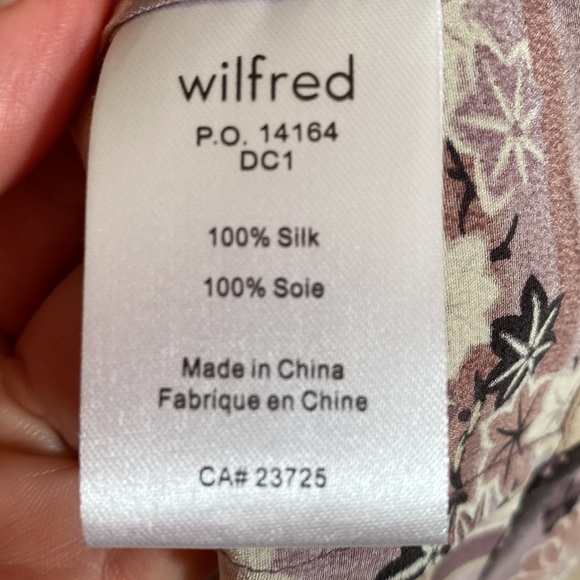 wilfred
P.O. 14164
DC1
100% Silk
100% Soie
Made in China
Fabrique en Chine
CA# 23725